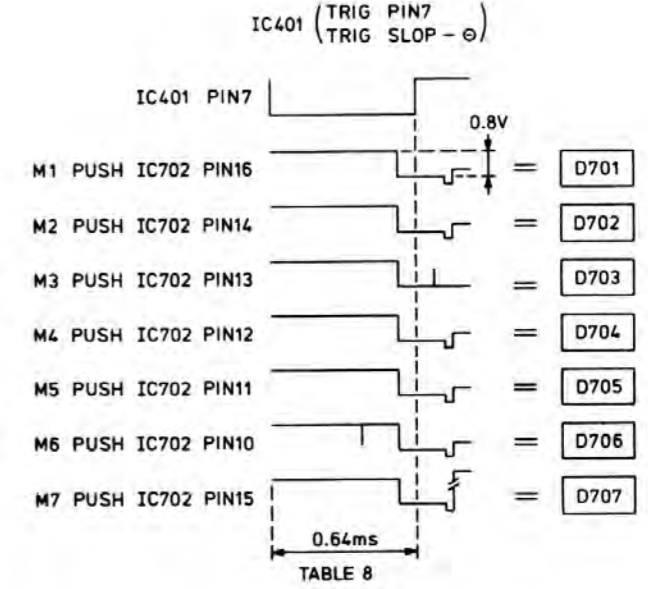 IC401 (TRIG PIN7
TRIG SLOP - ⊖)
IC401 PIN7
0.8V
M1 PUSH IC702 PIN16 = D701
M2 PUSH IC702 PIN14 = D702
M3 PUSH IC702 PIN13 = D703
M4 PUSH IC702 PIN12 = D704
M5 PUSH IC702 PIN11 = D705
M6 PUSH IC702 PIN10 = D706
M7 PUSH IC702 PIN15 = D707
0.64ms
TABLE 8